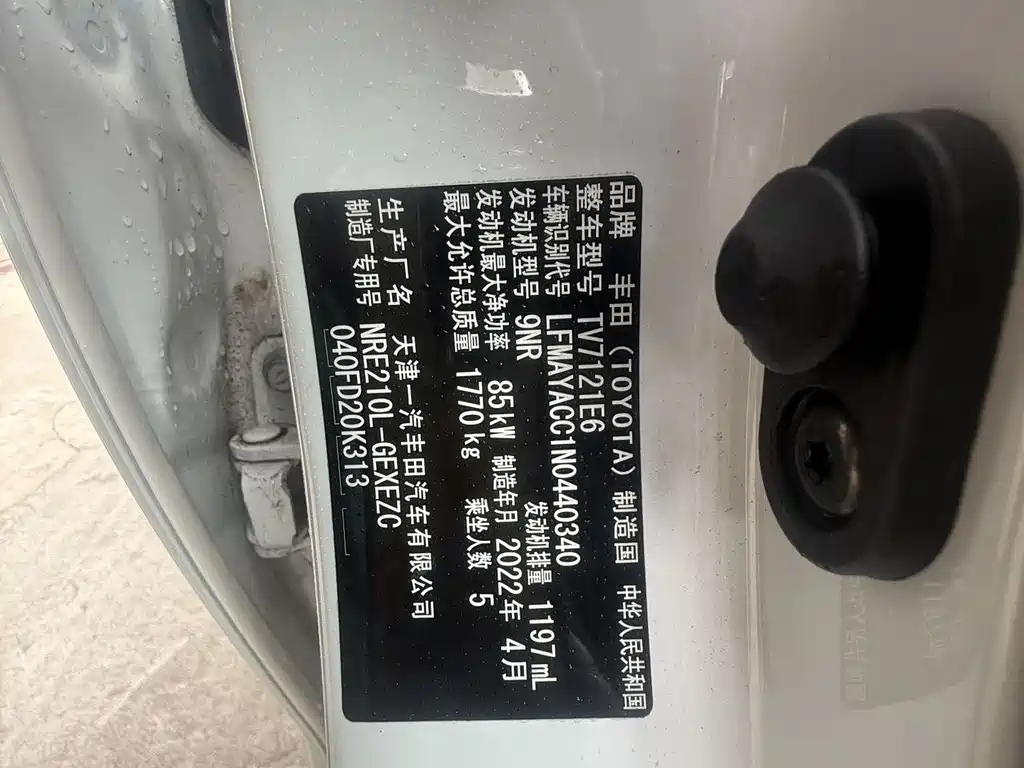 品牌 丰田（TOYOTA） 制造国 中华人民共和国
整车型号 TV7121E6
车辆识别代号 LFMAYACC1N0440340
发动机型号 9NR 发动机排量 1197mL
发动机最大净功率 85kW 制造年月 2022年 4月
最大允许总质量 1770kg 乘坐人数 5
生产厂名 天津一汽丰田汽车有限公司
制造厂专用号 NRE210L-GEXEZC
040FD20K313